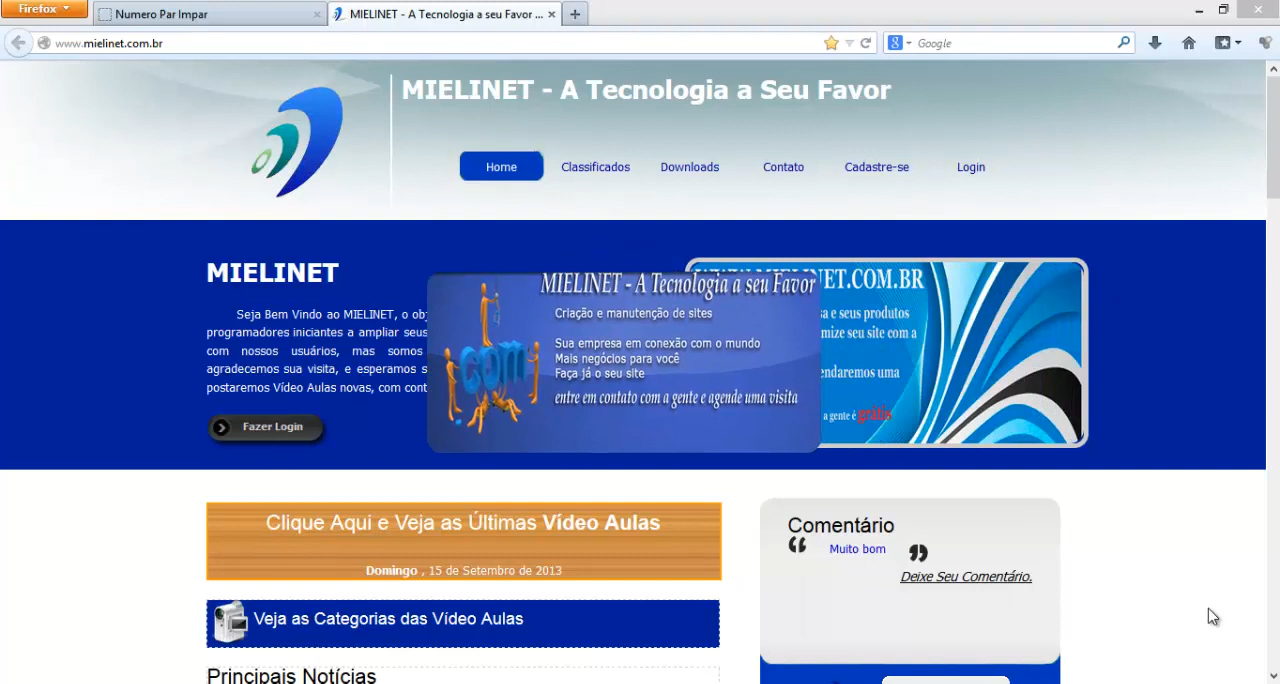 Firefox
Numero Par Impar
MIELINET - A Tecnologia a Seu Favor ...
www.mielinet.com.br
Google
MIELINET - A Tecnologia a Seu Favor
Home
Classificados
Downloads
Contato
Cadastre-se
Login
MIELINET
Seja Bem Vindo ao MIELINET, o obj
programadores iniciantes a ampliar seus
com nossos usuários, mas somos
agradecemos sua visita, e esperamos s
postaremos Vídeo Aulas novas, com cont
Fazer Login
MIELINET - A Tecnologia a seu Favor
Criação e manutenção de sites
Sua empresa em conexão com o mundo
Mais negócios para você
Faça já o seu site
entre em contato com a gente e agende uma visita
.COM
WWW.MIELINET.COM.BR
sa e seus produtos
mize seu site com a
endaremos uma
a gente é grátis
Clique Aqui e Veja as Últimas Vídeo Aulas
Domingo , 15 de Setembro de 2013
Veja as Categorias das Vídeo Aulas
Principais Notícias
Comentário
“ Muito bom ”
Deixe Seu Comentário.